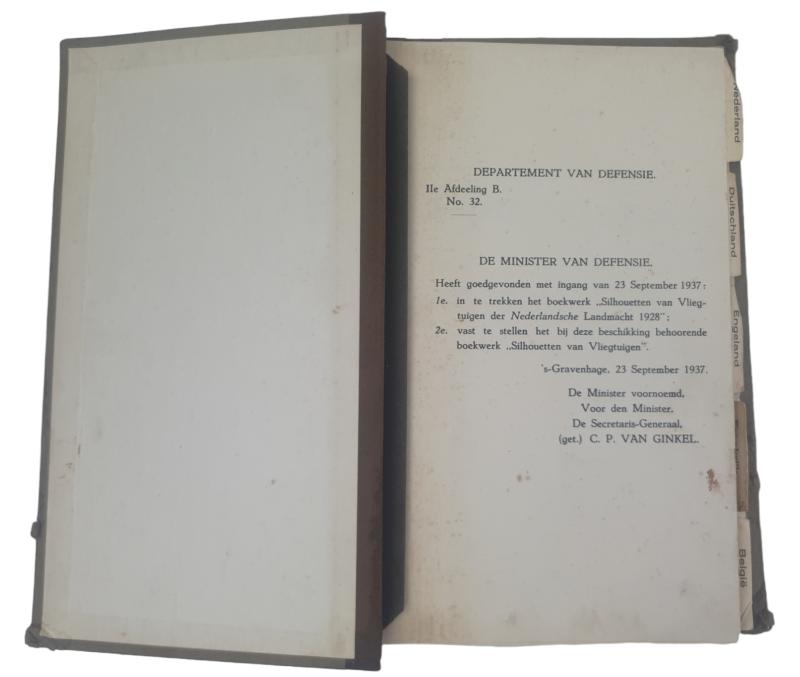 DEPARTEMENT VAN DEFENSIE.
IIe Afdeeling B.
No. 32.
DE MINISTER VAN DEFENSIE.
Heeft goedgevonden met ingang van 23 September 1937:
1e. in te trekken het boekwerk „Silhouetten van Vlieg-
tuigen der Nederlandsche Landmacht 1928”;
2e. vast te stellen het bij deze beschikking behoorende
boekwerk „Silhouetten van Vliegtuigen”.
's-Gravenhage, 23 September 1937.
De Minister voornoemd,
Voor den Minister,
De Secretaris-Generaal,
(get.) C. P. VAN GINKEL.
Nederland
Duitschland
Engeland
België